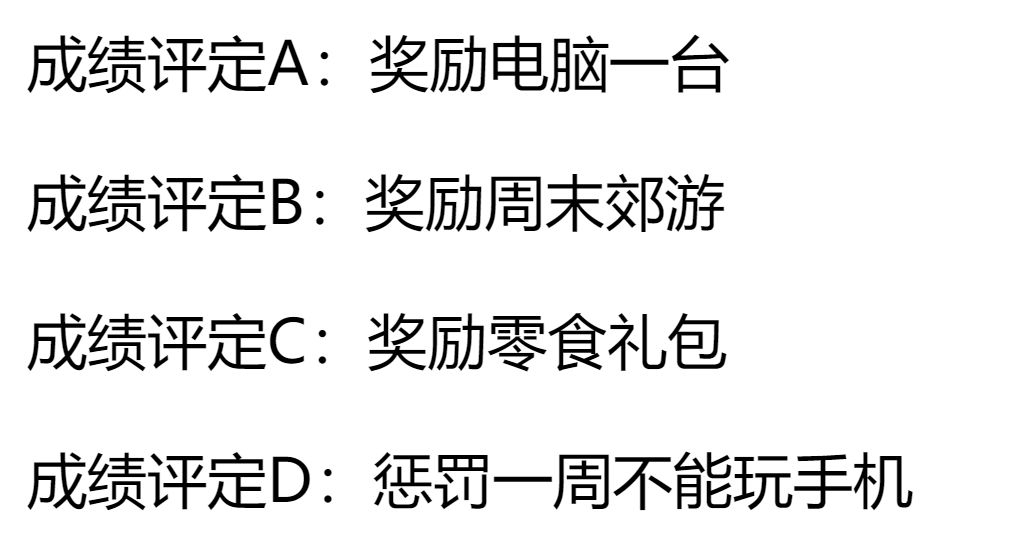 成绩评定A：奖励电脑一台
成绩评定B：奖励周末郊游
成绩评定C：奖励零食礼包
成绩评定D：惩罚一周不能玩手机